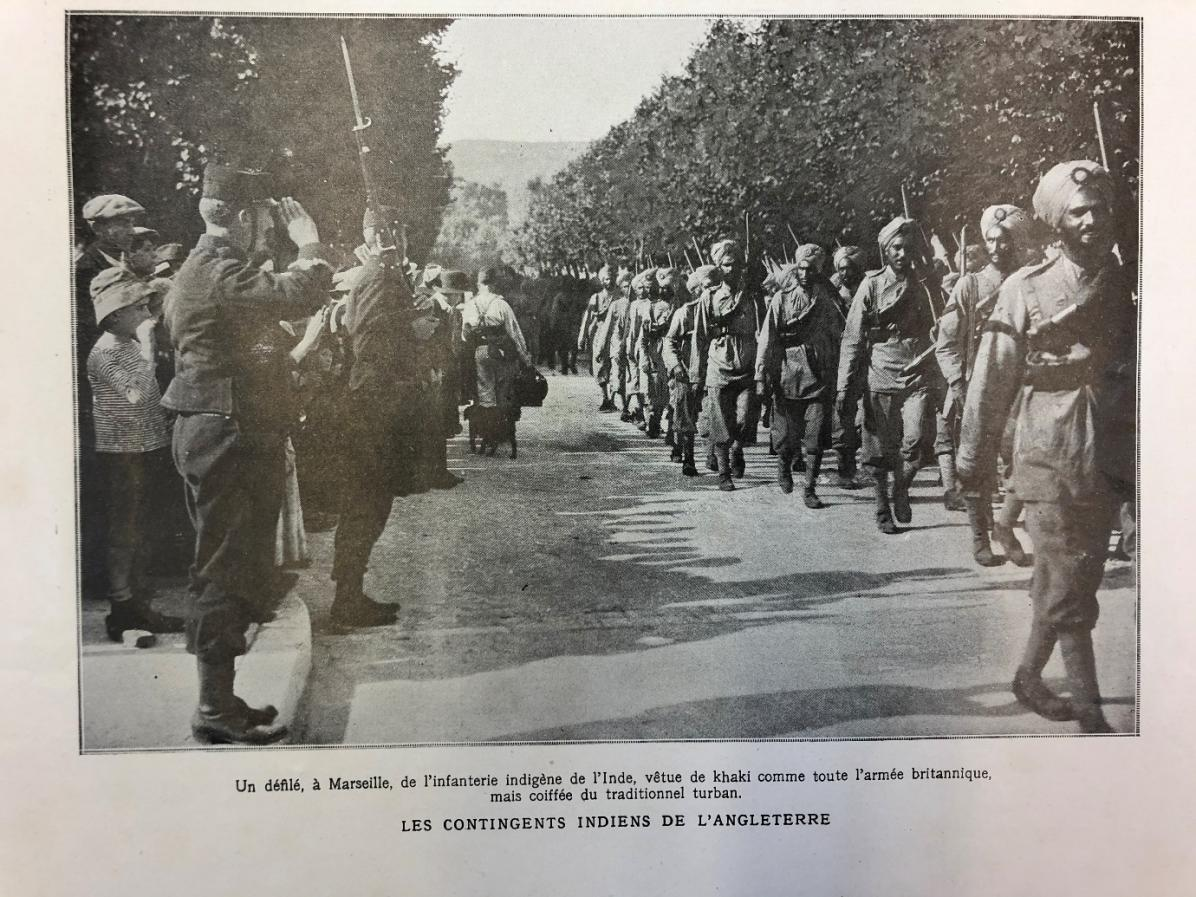 Un défilé, à Marseille, de l'infanterie indigène de l'Inde, vêtue de khaki comme toute l'armée britannique,
mais coiffée du traditionnel turban.
LES CONTINGENTS INDIENS DE L'ANGLETERRE